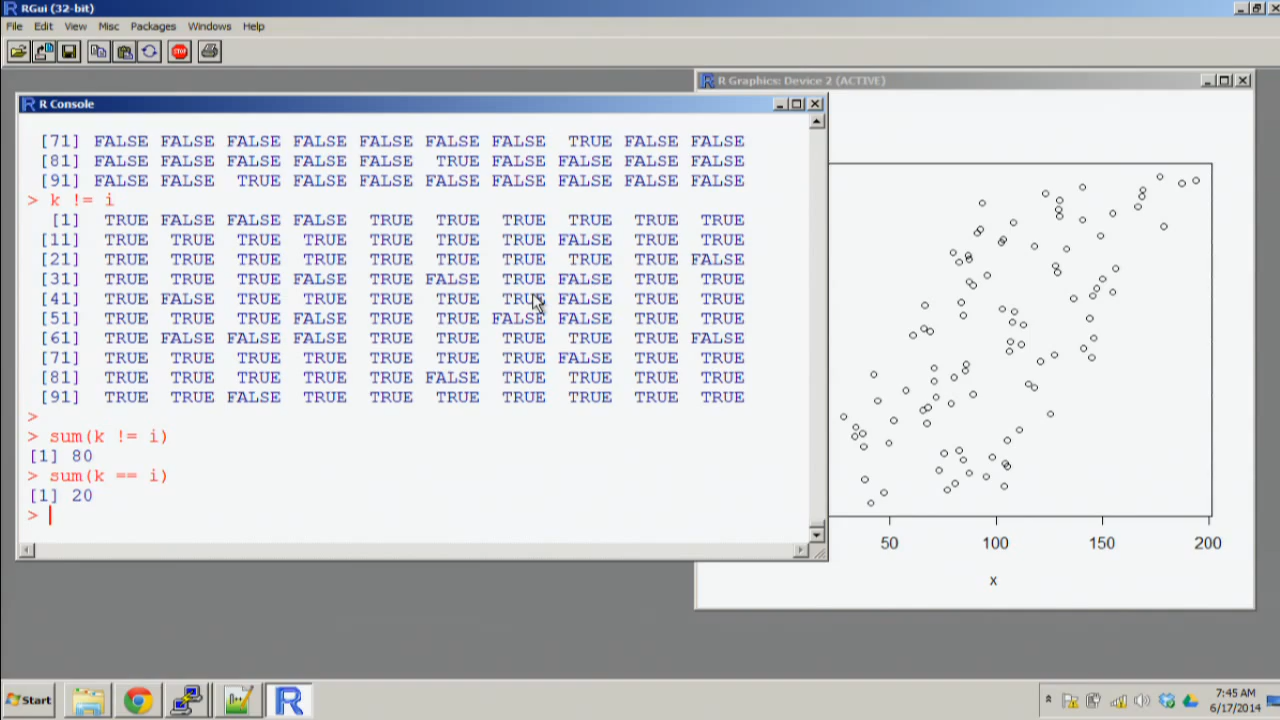 RGui (32-bit)
File Edit View Misc Packages Windows Help
STOP
R Graphics: Device 2 (ACTIVE)
R Console
[71] FALSE FALSE FALSE FALSE FALSE FALSE FALSE TRUE FALSE FALSE
[81] FALSE FALSE FALSE FALSE FALSE TRUE FALSE FALSE FALSE FALSE
[91] FALSE FALSE TRUE FALSE FALSE FALSE FALSE FALSE FALSE FALSE
> k != i
[1] TRUE FALSE FALSE FALSE TRUE TRUE TRUE TRUE TRUE TRUE
[11] TRUE TRUE TRUE TRUE TRUE TRUE TRUE FALSE TRUE TRUE
[21] TRUE TRUE TRUE TRUE TRUE TRUE TRUE TRUE TRUE FALSE
[31] TRUE TRUE TRUE FALSE TRUE FALSE TRUE FALSE TRUE TRUE
[41] TRUE FALSE TRUE TRUE TRUE TRUE TRUE FALSE TRUE TRUE
[51] TRUE TRUE TRUE FALSE TRUE TRUE FALSE FALSE TRUE TRUE
[61] TRUE FALSE FALSE FALSE TRUE TRUE TRUE TRUE TRUE FALSE
[71] TRUE TRUE TRUE TRUE TRUE TRUE TRUE FALSE TRUE TRUE
[81] TRUE TRUE TRUE TRUE TRUE FALSE TRUE TRUE TRUE TRUE
[91] TRUE TRUE FALSE TRUE TRUE TRUE TRUE TRUE TRUE TRUE
>
> sum(k != i)
[1] 80
> sum(k == i)
[1] 20
>
50 100 150 200
x
Start
7:45 AM
6/17/2014